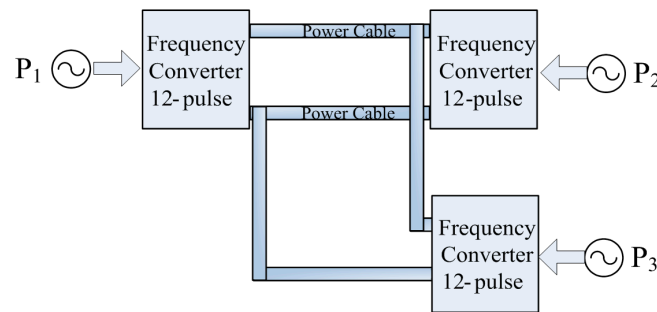 Power Cable
Frequency
Converter
12-pulse
P1
Frequency
Converter
12-pulse
P2
Power Cable
Frequency
Converter
12-pulse
P3